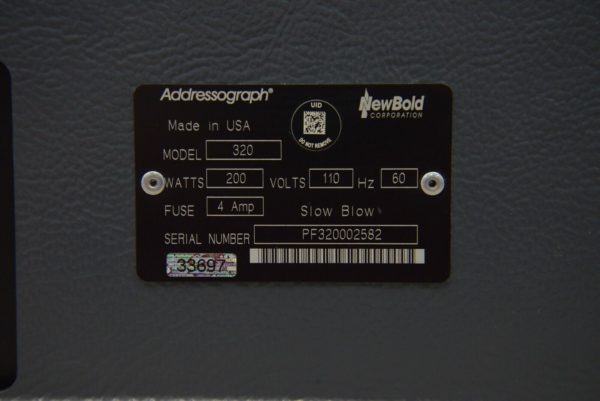 Addressograph®
NewBold
CORPORATION
UID
DO NOT REMOVE
Made in USA
MODEL 320
WATTS 200 VOLTS 110 Hz 60
FUSE 4 Amp Slow Blow
SERIAL NUMBER PF320002582
33697